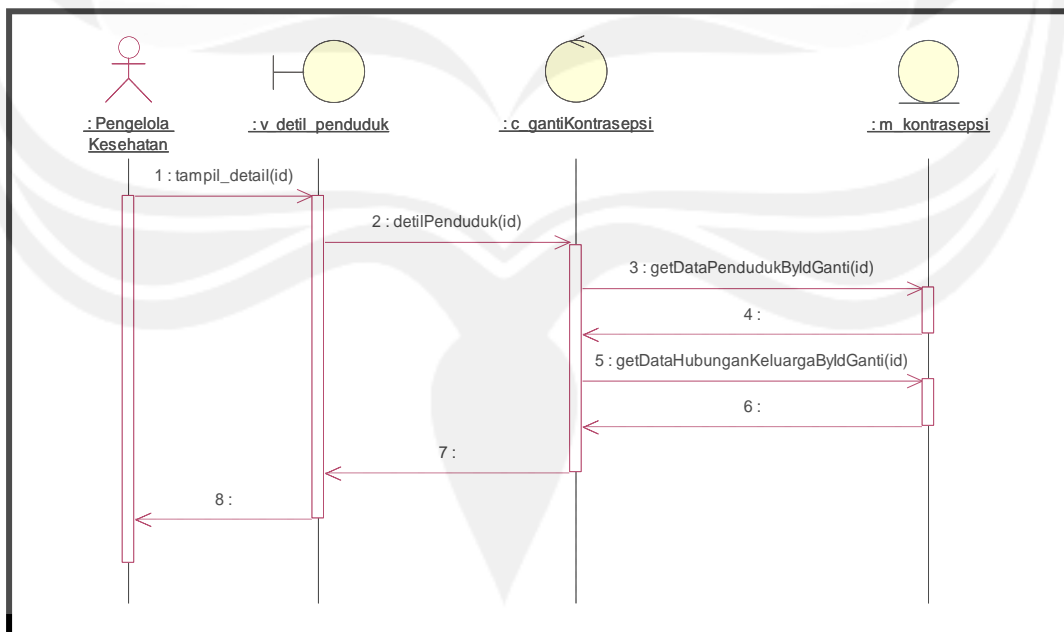 : Pengelola
Kesehatan
: v_detil_penduduk
: c_gantiKontrasepsi
: m_kontrasepsi
1 : tampil_detail(id)
2 : detilPenduduk(id)
3 : getDataPendudukByIdGanti(id)
4 :
5 : getDataHubunganKeluargaByIdGanti(id)
6 :
7 :
8 :